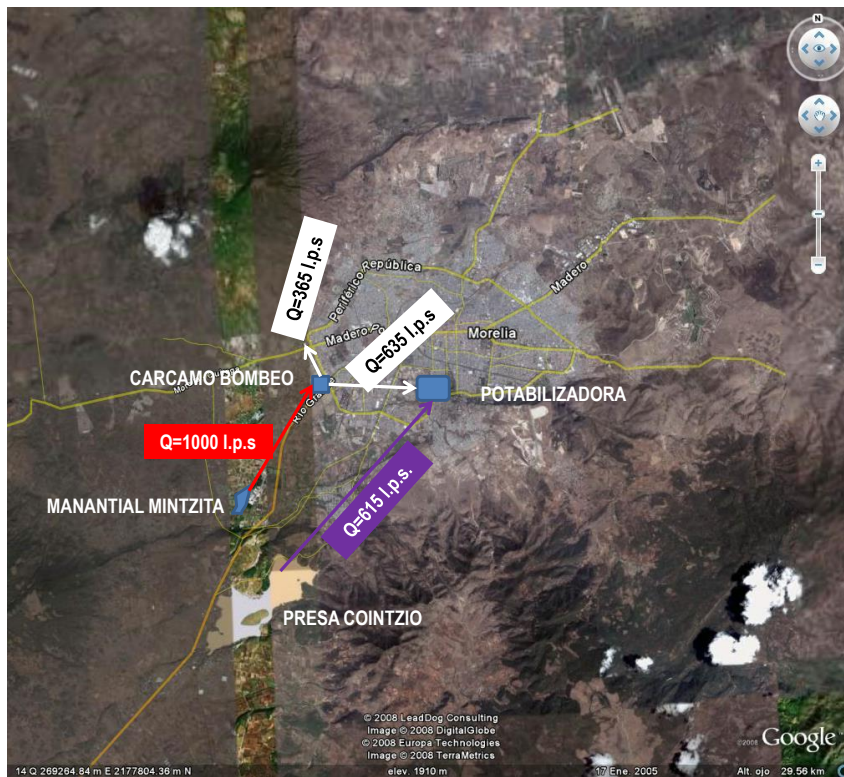 N
Q=365 l.p.s
Periférico República
Madero
Madero Po
Q=635 l.p.s
Morelia
CARCAMO BOMBEO
POTABILIZADORA
Q=1000 l.p.s
MANANTIAL MINTZITA
Q=615 l.p.s.
PRESA COINTZIO
© 2008 LeadDog Consulting
Image © 2008 DigitalGlobe
© 2008 Europa Technologies
Image © 2008 TerraMetrics
©2008 Google
14 Q 269264.84 m E 2177804.36 m N
elev. 1910 m
17 Ene. 2005
Alt. ojo 29.56 km